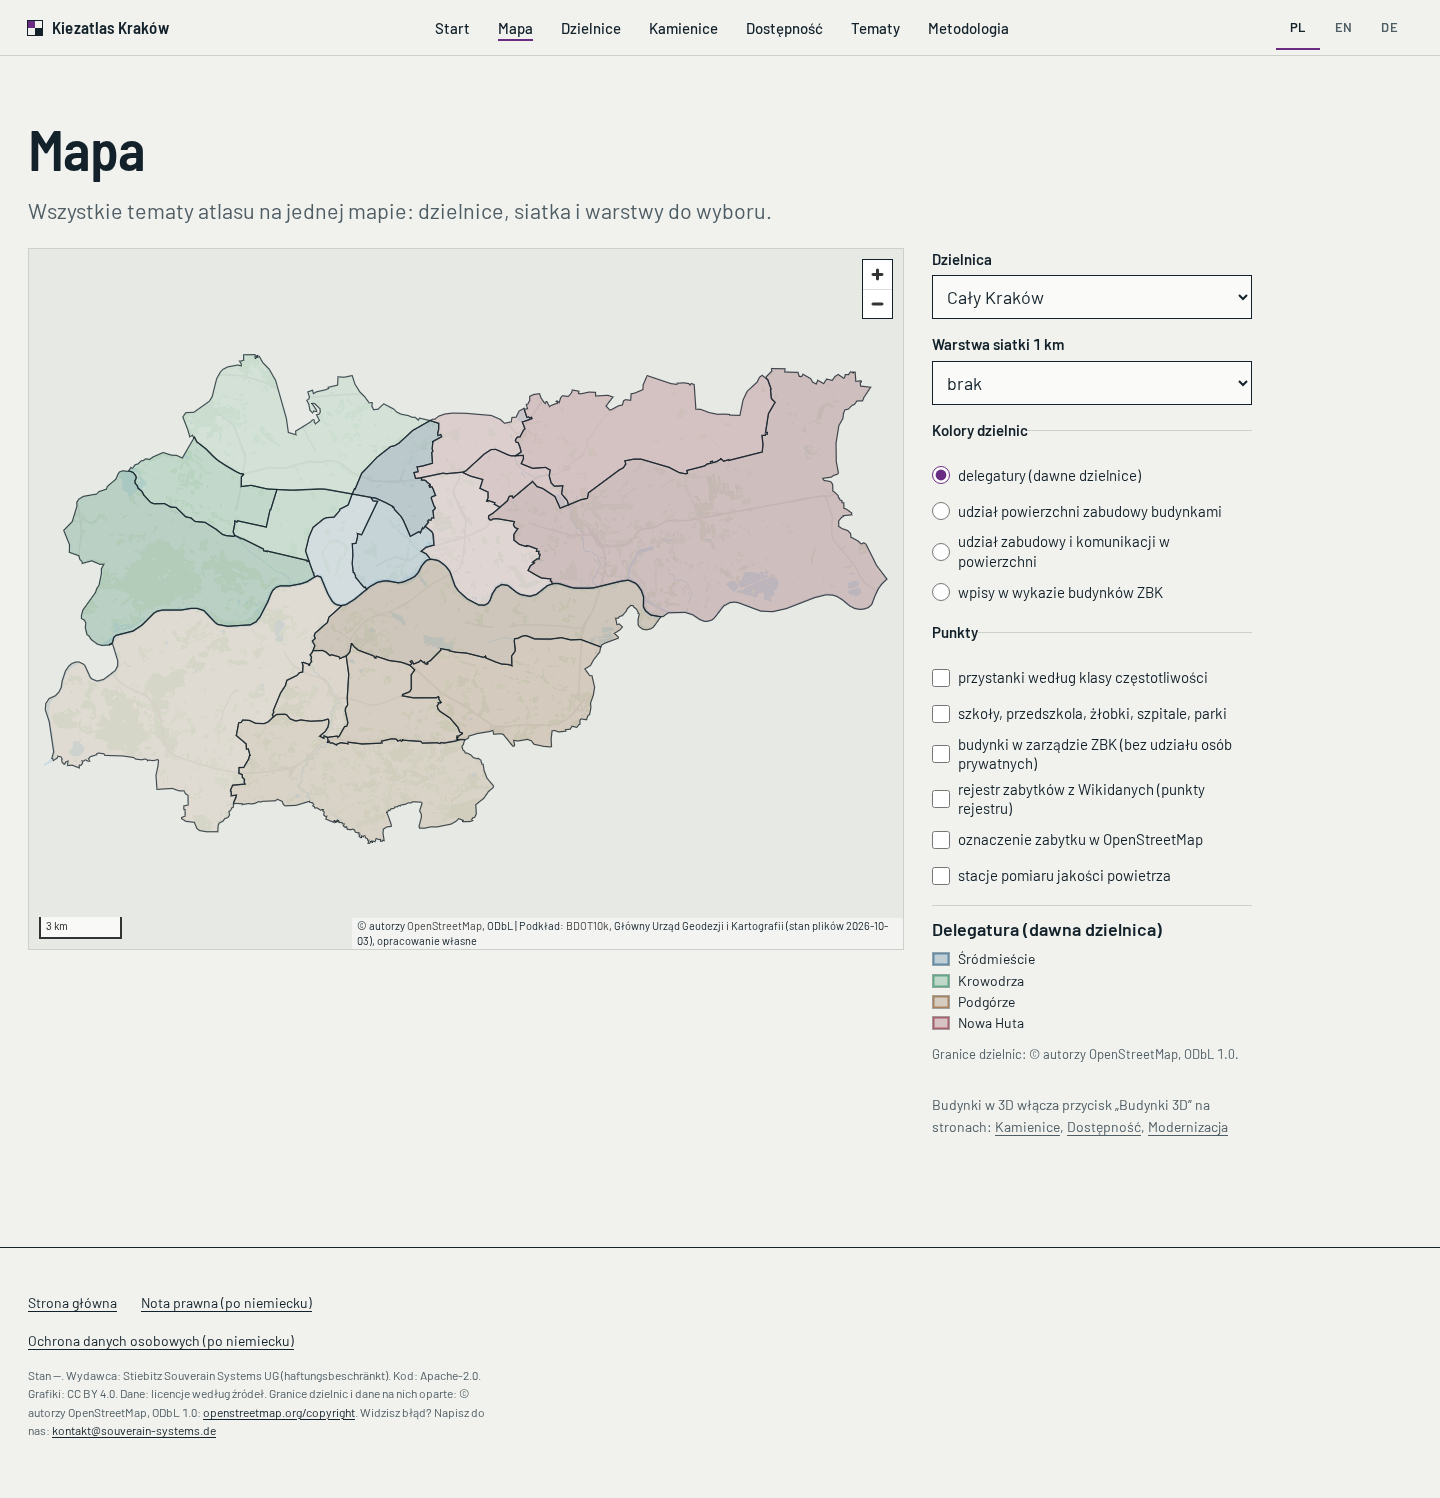 Kiezatlas Kraków
Start
Mapa
Dzielnice
Kamienice
Dostępność
Tematy
Metodologia
PL
EN
DE
Mapa
Wszystkie tematy atlasu na jednej mapie: dzielnice, siatka i warstwy do wyboru.
3 km
© autorzy OpenStreetMap, ODbL | Podkład: BDOT10k, Główny Urząd Geodezji i Kartografii (stan plików 2026-10-
03), opracowanie własne
Dzielnica
Cały Kraków
Warstwa siatki 1 km
brak
Kolory dzielnic
delegatury (dawne dzielnice)
udział powierzchni zabudowy budynkami
udział zabudowy i komunikacji w
powierzchni
wpisy w wykazie budynków ZBK
Punkty
przystanki według klasy częstotliwości
szkoły, przedszkola, żłobki, szpitale, parki
budynki w zarządzie ZBK (bez udziału osób
prywatnych)
rejestr zabytków z Wikidanych (punkty
rejestru)
oznaczenie zabytku w OpenStreetMap
stacje pomiaru jakości powietrza
Delegatura (dawna dzielnica)
Śródmieście
Krowodrza
Podgórze
Nowa Huta
Granice dzielnic: © autorzy OpenStreetMap, ODbL 1.0.
Budynki w 3D włącza przycisk „Budynki 3D” na
stronach: Kamienice, Dostępność, Modernizacja
Strona główna
Nota prawna (po niemiecku)
Ochrona danych osobowych (po niemiecku)
Stan —. Wydawca: Stiebitz Souverain Systems UG (haftungsbeschränkt). Kod: Apache-2.0.
Grafiki: CC BY 4.0. Dane: licencje według źródeł. Granice dzielnic i dane na nich oparte: ©
autorzy OpenStreetMap, ODbL 1.0: openstreetmap.org/copyright. Widzisz błąd? Napisz do
nas: kontakt@souverain-systems.de